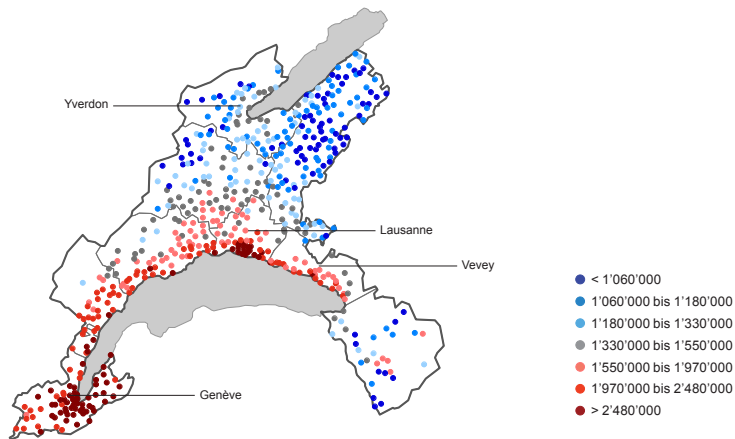 Yverdon
Lausanne
Vevey
Genève
< 1'060'000
1'060'000 bis 1'180'000
1'180'000 bis 1'330'000
1'330'000 bis 1'550'000
1'550'000 bis 1'970'000
1'970'000 bis 2'480'000
> 2'480'000